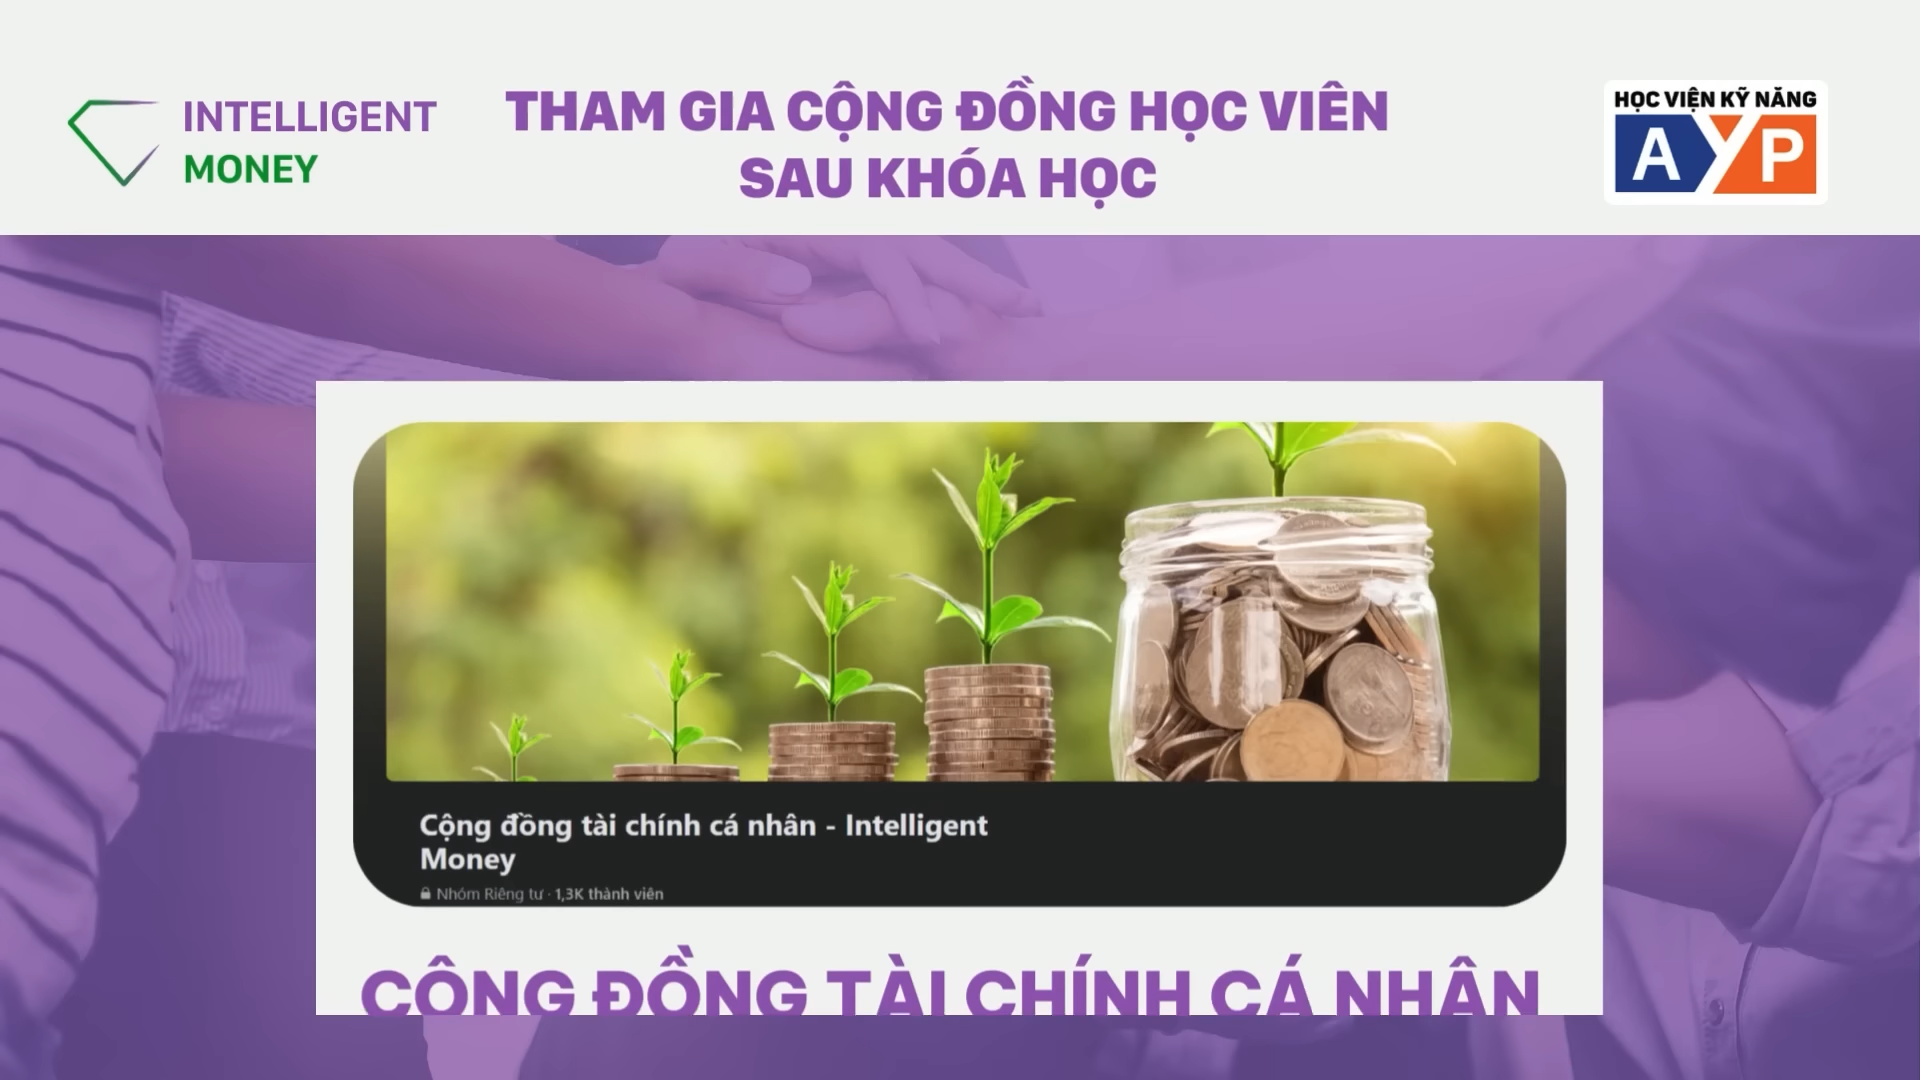 INTELLIGENT
MONEY
THAM GIA CỘNG ĐỒNG HỌC VIÊN
SAU KHÓA HỌC
HỌC VIỆN KỸ NĂNG
AYP
Cộng đồng tài chính cá nhân - Intelligent
Money
Nhóm Riêng tư · 1,3K thành viên
CỘNG ĐỒNG TÀI CHÍNH CÁ NHÂN